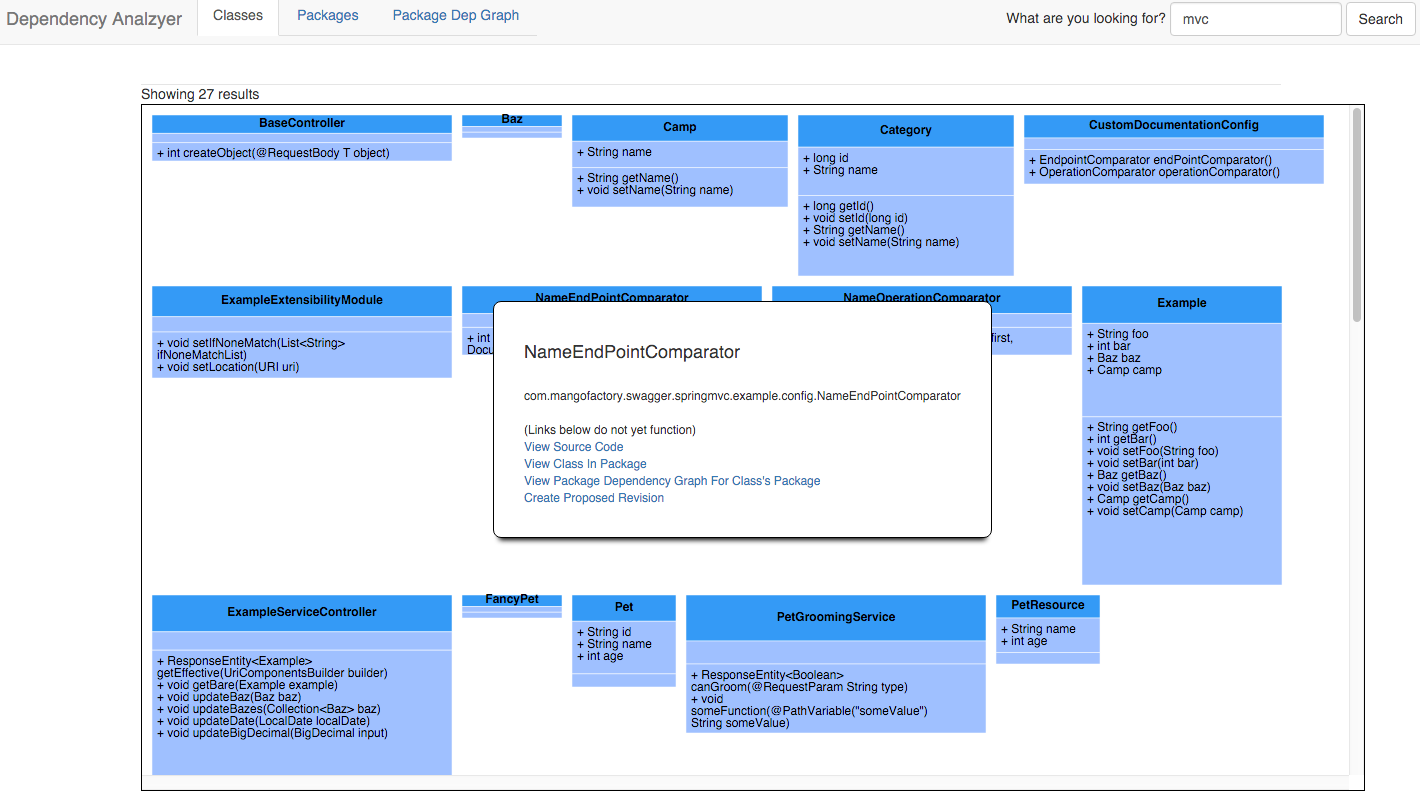 Dependency Analzyer
Classes
Packages
Package Dep Graph
What are you looking for?
mvc
Search
Showing 27 results
BaseController
+ int createObject(@RequestBody T object)
Baz
Camp
+ String name
+ String getName()
+ void setName(String name)
Category
+ long id
+ String name
+ long getId()
+ void setId(long id)
+ String getName()
+ void setName(String name)
CustomDocumentationConfig
+ EndpointComparator endPointComparator()
+ OperationComparator operationComparator()
ExampleExtensibilityModule
+ void setIfNoneMatch(List<String>
ifNoneMatchList)
+ void setLocation(URI uri)
NameEndPointComparator
+ int
Docu
NameOperationComparator
first,
Example
+ String foo
+ int bar
+ Baz baz
+ Camp camp
+ String getFoo()
+ int getBar()
+ void setFoo(String foo)
+ void setBar(int bar)
+ Baz getBaz()
+ void setBaz(Baz baz)
+ Camp getCamp()
+ void setCamp(Camp camp)
NameEndPointComparator
com.mangofactory.swagger.springmvc.example.config.NameEndPointComparator
(Links below do not yet function)
View Source Code
View Class In Package
View Package Dependency Graph For Class's Package
Create Proposed Revision
ExampleServiceController
+ ResponseEntity<Example>
getEffective(UriComponentsBuilder builder)
+ void getBare(Example example)
+ void updateBaz(Baz baz)
+ void updateBazes(Collection<Baz> baz)
+ void updateDate(LocalDate localDate)
+ void updateBigDecimal(BigDecimal input)
FancyPet
Pet
+ String id
+ String name
+ int age
PetGroomingService
+ ResponseEntity<Boolean>
canGroom(@RequestParam String type)
+ void
someFunction(@PathVariable("someValue")
String someValue)
PetResource
+ String name
+ int age